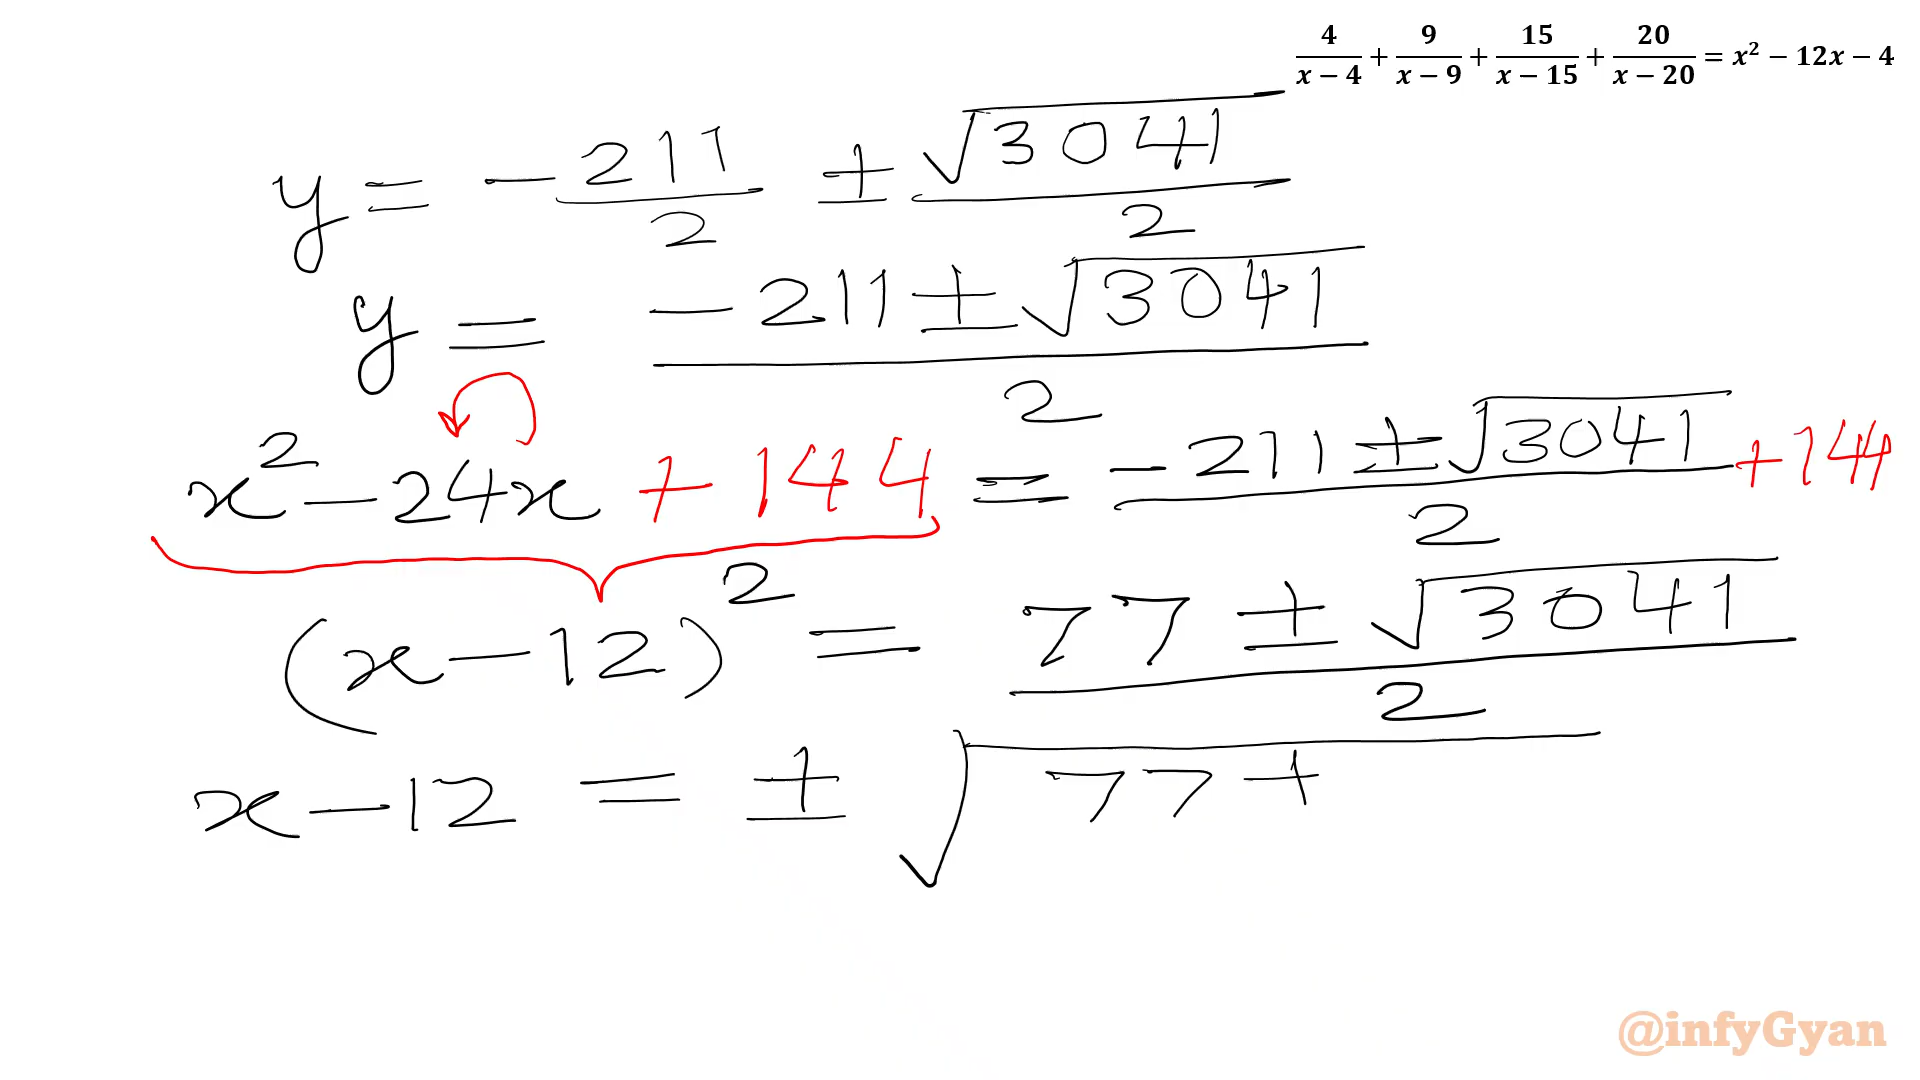 4/(x − 4) + 9/(x − 9) + 15/(x − 15) + 20/(x − 20) = x² − 12x − 4
y = −211/2 ± √3041/2
y = (−211 ± √3041)/2
x² − 24x + 144 = (−211 ± √3041)/2 + 144
(x − 12)² = (77 ± √3041)/2
x − 12 = ± √77 +
@infyGyan